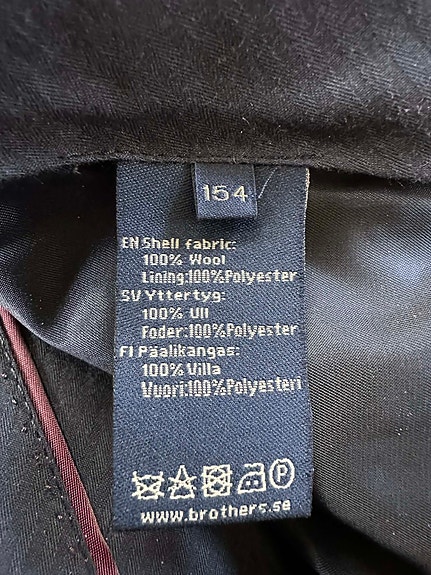 154
EN Shell fabric:
100% Wool
Lining:100%Polyester
SV Yttertyg:
100% Ull
Foder:100%Polyester
FI Päälikangas:
100% Villa
Vuori:100%Polyesteri
P
www.brothers.se